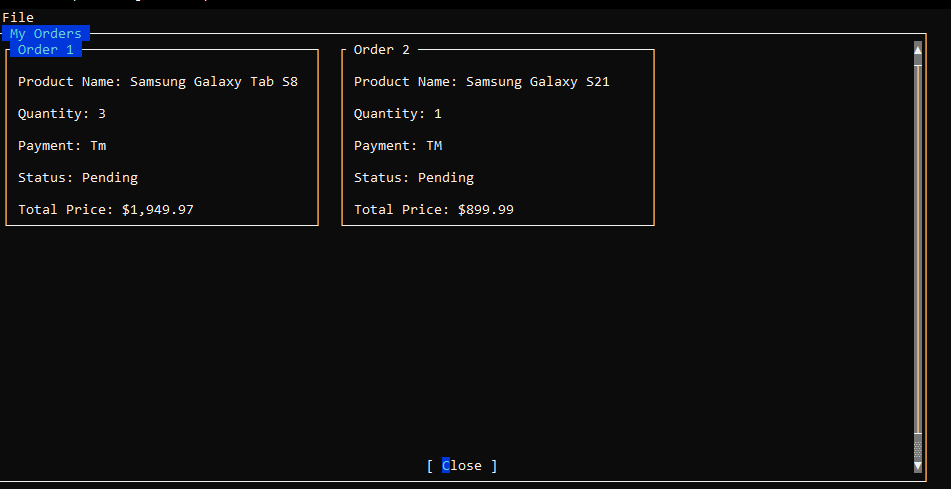 File
My Orders
Order 1
Product Name: Samsung Galaxy Tab S8
Quantity: 3
Payment: Tm
Status: Pending
Total Price: $1,949.97
Order 2
Product Name: Samsung Galaxy S21
Quantity: 1
Payment: TM
Status: Pending
Total Price: $899.99
[ Close ]